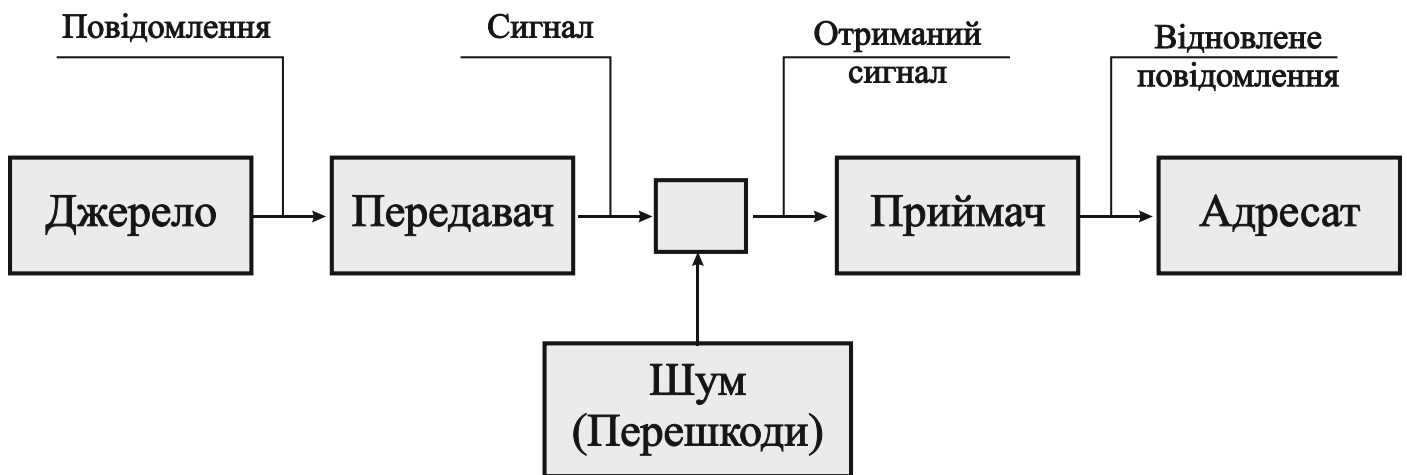 Повідомлення
Сигнал
Отриманий
сигнал
Відновлене
повідомлення
Джерело
Передавач
Приймач
Адресат
Шум
(Перешкоди)